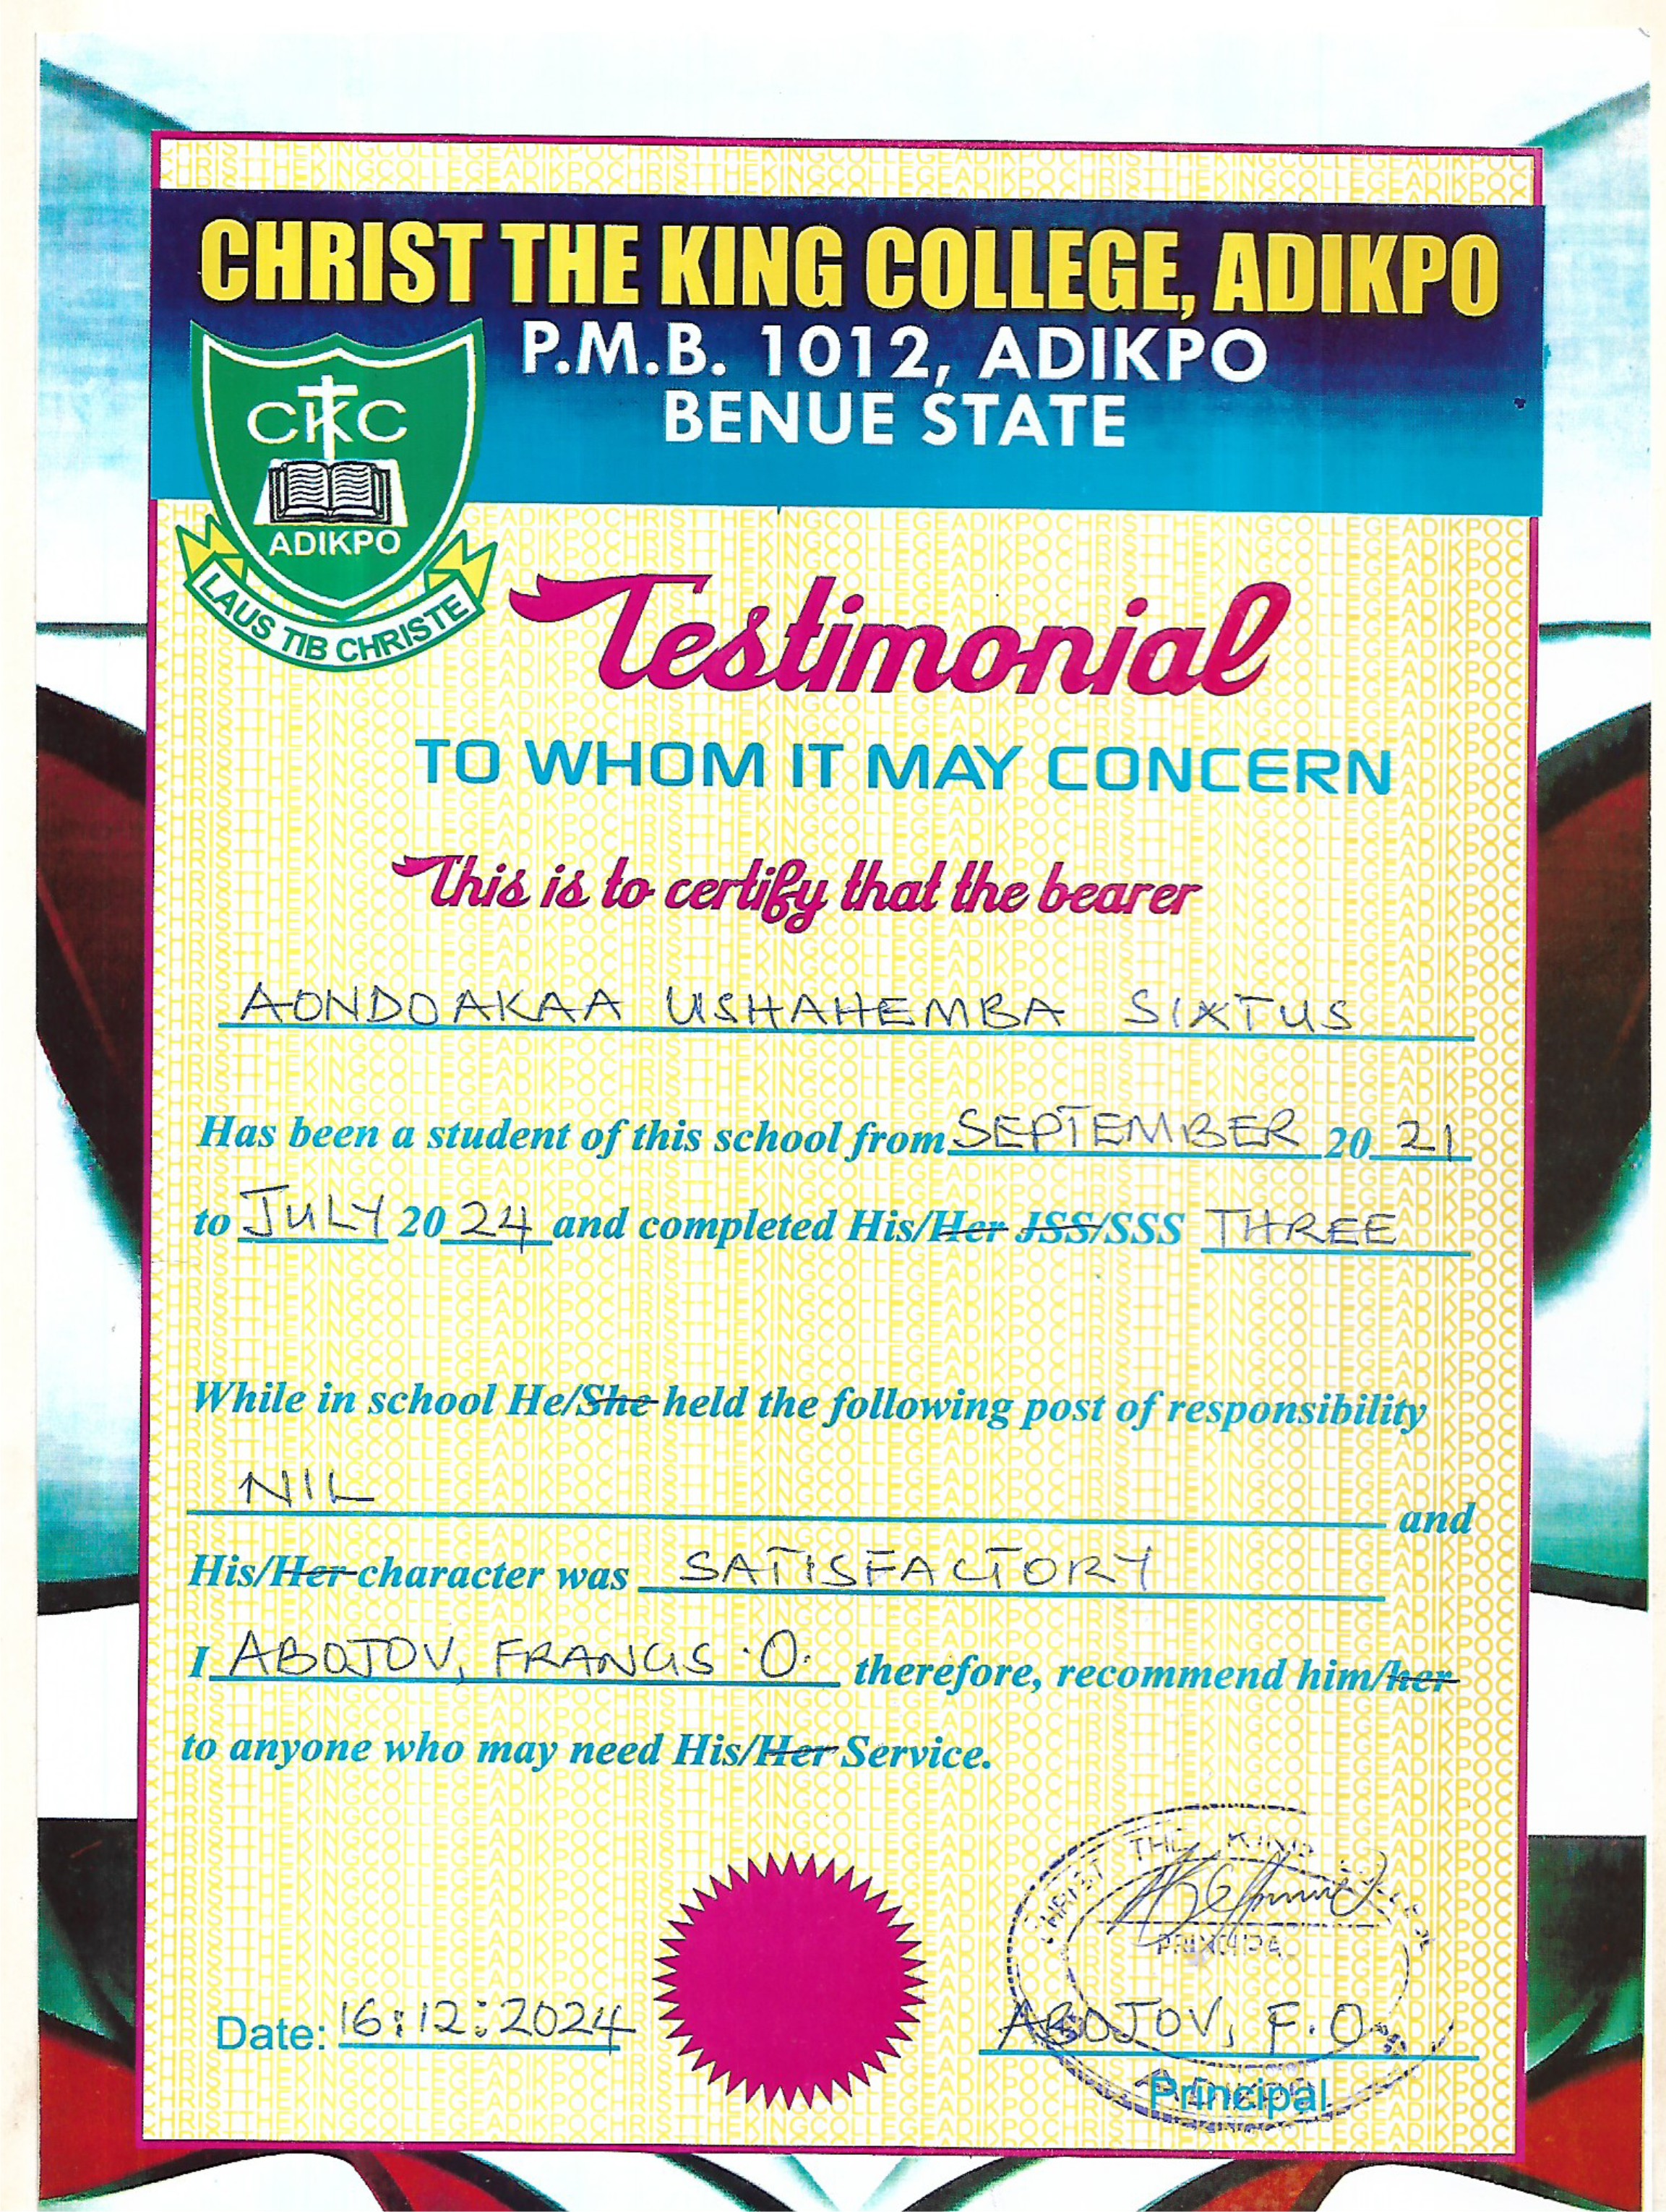 CHRIST THE KING COLLEGE, ADIKPO
P.M.B. 1012, ADIKPO
BENUE STATE
CKC
ADIKPO
LAUS TIB CHRISTE
Testimonial
TO WHOM IT MAY CONCERN
This is to certify that the bearer
AONDOAKAA USHAHEMBA SIXTUS
Has been a student of this school from SEPTEMBER 20 21
to JULY 20 24 and completed His/Her JSS/SSS THREE
While in school He/She held the following post of responsibility
NIL and
His/Her character was SATISFACTORY
I ABOJOV, FRANCIS .O. therefore, recommend him/her
to anyone who may need His/Her Service.
CHRIST THE KING
PRINCIPAL
Date: 16:12:2024
ABOJOV, F.O.
Principal